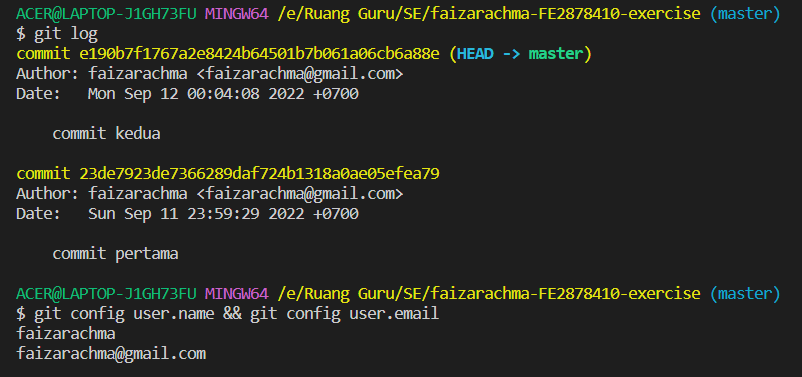 ACER@LAPTOP-J1GH73FU MINGW64 /e/Ruang Guru/SE/faizarachma-FE2878410-exercise (master)
$ git log
commit e190b7f1767a2e8424b64501b7b061a06cb6a88e (HEAD -> master)
Author: faizarachma <faizarachma@gmail.com>
Date:   Mon Sep 12 00:04:08 2022 +0700
    commit kedua
commit 23de7923de7366289daf724b1318a0ae05efea79
Author: faizarachma <faizarachma@gmail.com>
Date:   Sun Sep 11 23:59:29 2022 +0700
    commit pertama
ACER@LAPTOP-J1GH73FU MINGW64 /e/Ruang Guru/SE/faizarachma-FE2878410-exercise (master)
$ git config user.name && git config user.email
faizarachma
faizarachma@gmail.com